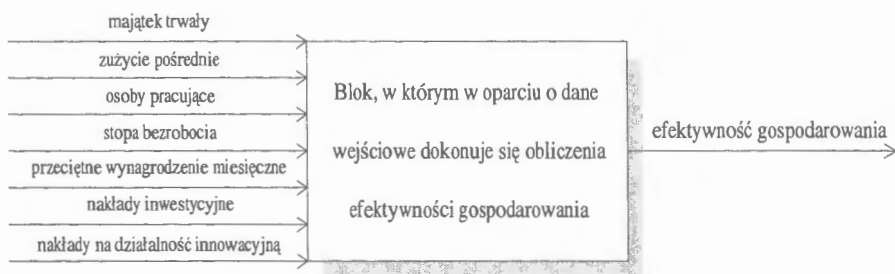 majątek trwały
zużycie pośrednie
osoby pracujące
stopa bezrobocia
przeciętne wynagrodzenie miesięczne
nakłady inwestycyjne
nakłady na działalność innowacyjną
Blok, w którym w oparciu o dane
wejściowe dokonuje się obliczenia
efektywności gospodarowania
efektywność gospodarowania